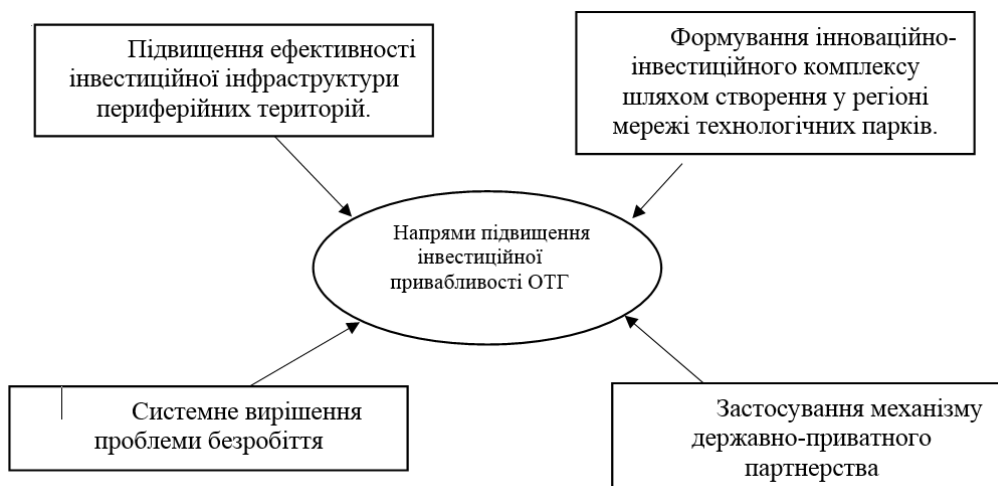 Підвищення ефективності
інвестиційної інфраструктури
периферійних територій.
Формування інноваційно-
інвестиційного комплексу
шляхом створення у регіоні
мережі технологічних парків.
Напрями підвищення
інвестиційної
привабливості ОТГ
Системне вирішення
проблеми безробіття
Застосування механізму
державно-приватного
партнерства